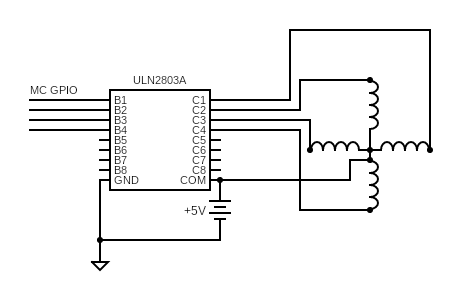 ULN2803A
MC GPIO
B1 C1
B2 C2
B3 C3
B4 C4
B5 C5
B6 C6
B7 C7
B8 C8
GND COM
+5V